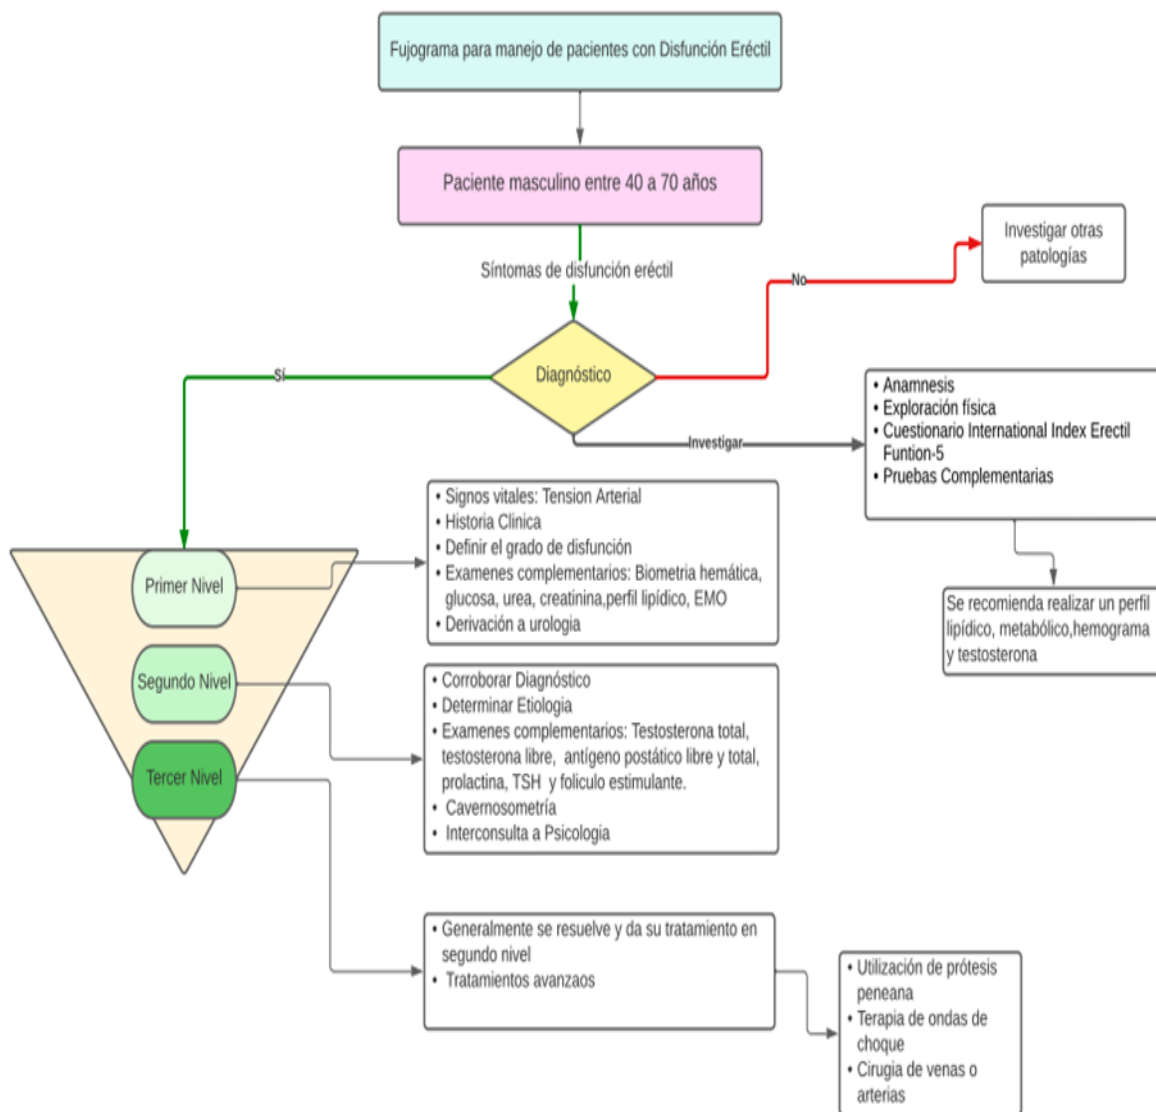 Fujograma para manejo de pacientes con Disfunción Eréctil
Paciente masculino entre 40 a 70 años
Síntomas de disfunción eréctil
Investigar otras
patologías
No
Sí
Diagnóstico
Investigar
• Anamnesis
• Exploración física
• Cuestionario International Index Erectil
Funtion-5
• Pruebas Complementarias
Se recomienda realizar un perfil
lipídico, metabólico,hemograma
y testosterona
Primer Nivel
• Signos vitales: Tension Arterial
• Historia Clinica
• Definir el grado de disfunción
• Examenes complementarios: Biometria hemática,
glucosa, urea, creatinina,perfil lipídico, EMO
• Derivación a urologia
Segundo Nivel
• Corroborar Diagnóstico
• Determinar Etiologia
• Examenes complementarios: Testosterona total,
testosterona libre, antígeno postático libre y total,
prolactina, TSH y foliculo estimulante.
• Cavernosometría
• Interconsulta a Psicologia
Tercer Nivel
• Generalmente se resuelve y da su tratamiento en
segundo nivel
• Tratamientos avanzaos
• Utilización de prótesis
peneana
• Terapia de ondas de
choque
• Cirugia de venas o
arterias